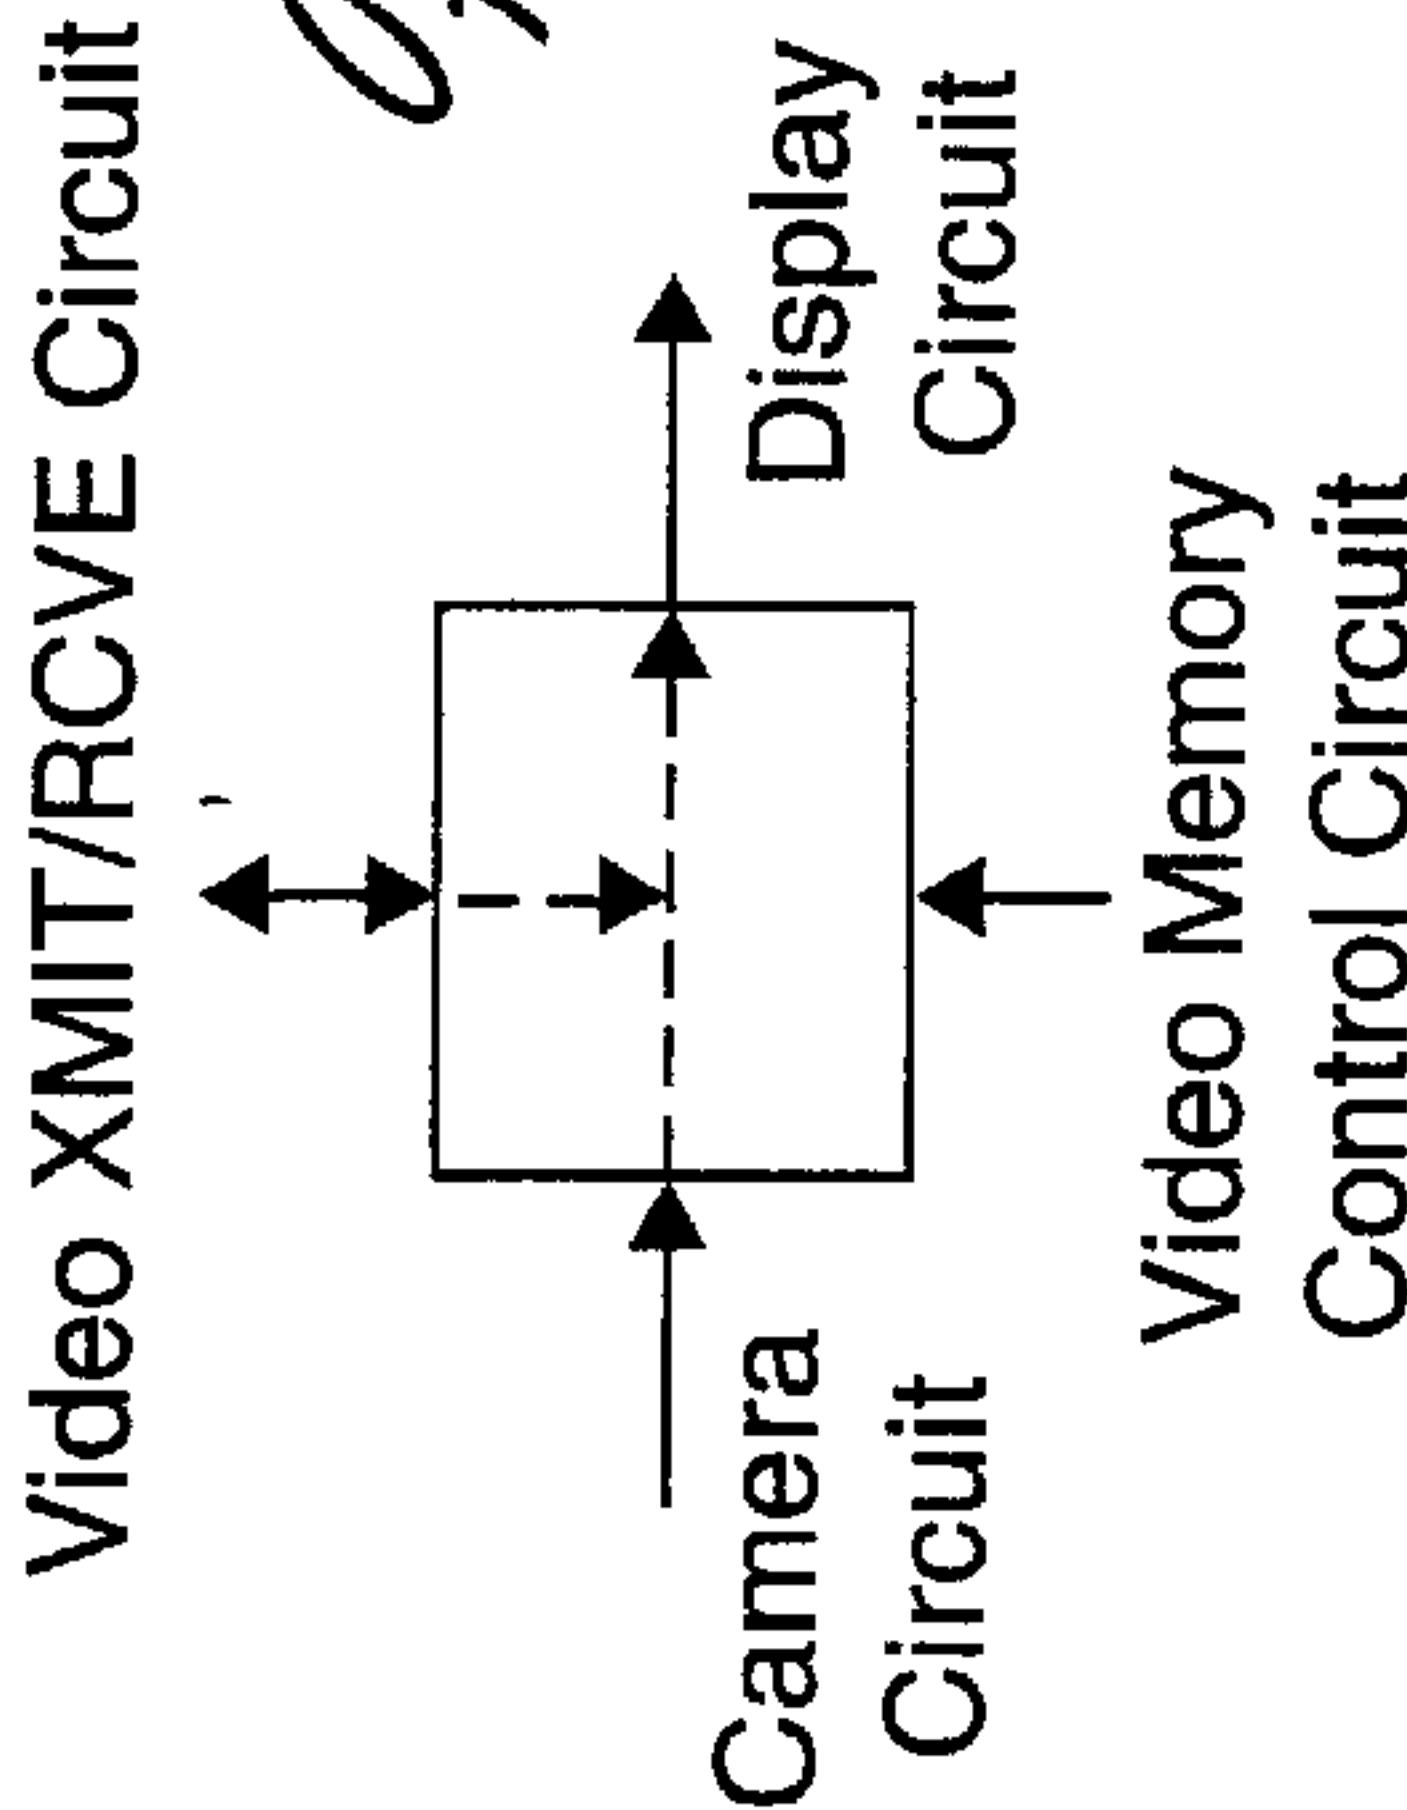 Video XMIT/RCVE Circuit
Camera
Circuit
Display
Circuit
Video Memory
Control Circuit